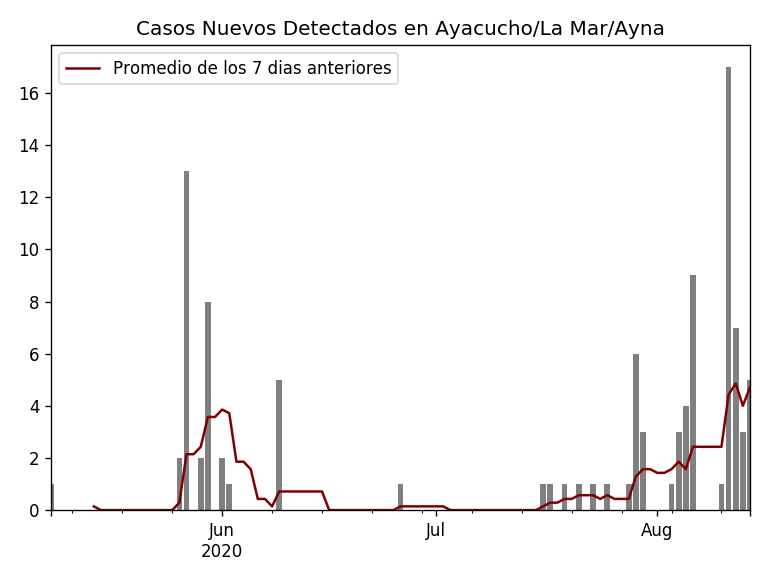 Casos Nuevos Detectados en Ayacucho/La Mar/Ayna
Promedio de los 7 dias anteriores
16
14
12
10
8
6
4
2
0
Jun
2020
Jul
Aug